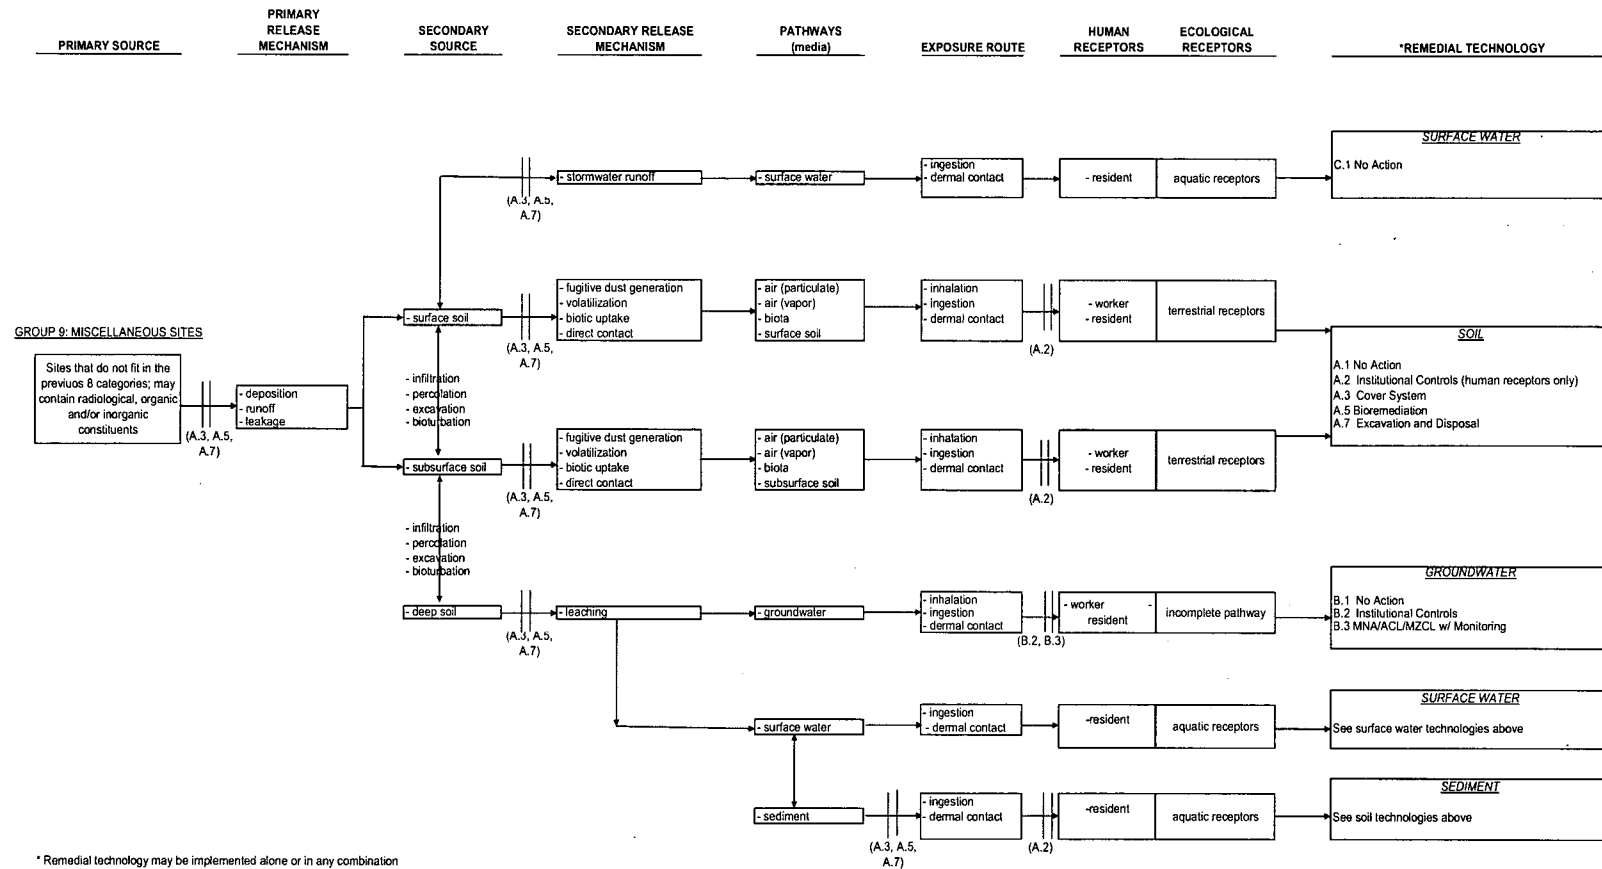 PRIMARY SOURCE
PRIMARY
RELEASE
MECHANISM
SECONDARY
SOURCE
SECONDARY RELEASE
MECHANISM
PATHWAYS
(media)
EXPOSURE ROUTE
HUMAN
RECEPTORS
ECOLOGICAL
RECEPTORS
*REMEDIAL TECHNOLOGY
(A.3, A.5,
A.7)
- stormwater runoff
- surface water
- ingestion
- dermal contact
- resident
aquatic receptors
SURFACE WATER
C.1 No Action
GROUP 9: MISCELLANEOUS SITES
Sites that do not fit in the
previuos 8 categories; may
contain radiological, organic
and/or inorganic
constituents
(A.3, A.5,
A.7)
- deposition
- runoff
- leakage
- surface soil
(A.3, A.5,
A.7)
- fugitive dust generation
- volatilization
- biotic uptake
- direct contact
- air (particulate)
- air (vapor)
- biota
- surface soil
- inhalation
- ingestion
- dermal contact
(A.2)
- worker
- resident
terrestrial receptors
SOIL
A.1 No Action
A.2 Institutional Controls (human receptors only)
A.3 Cover System
A.5 Bioremediation
A.7 Excavation and Disposal
- infiltration
- percolation
- excavation
- bioturbation
- subsurface soil
(A.3, A.5,
A.7)
- fugitive dust generation
- volatilization
- biotic uptake
- direct contact
- air (particulate)
- air (vapor)
- biota
- subsurface soil
- inhalation
- ingestion
- dermal contact
(A.2)
- worker
- resident
terrestrial receptors
- infiltration
- percolation
- excavation
- bioturbation
- deep soil
(A.3, A.5,
A.7)
- leaching
- groundwater
- inhalation
- ingestion
- dermal contact
(B.2, B.3)
- worker -
resident
incomplete pathway
GROUNDWATER
B.1 No Action
B.2 Institutional Controls
B.3 MNA/ACL/MZCL w/ Monitoring
- surface water
- ingestion
- dermal contact
-resident
aquatic receptors
SURFACE WATER
See surface water technologies above
- sediment
(A.3, A.5,
A.7)
- ingestion
- dermal contact
(A.2)
-resident
aquatic receptors
SEDIMENT
See soil technologies above
* Remedial technology may be implemented alone or in any combination